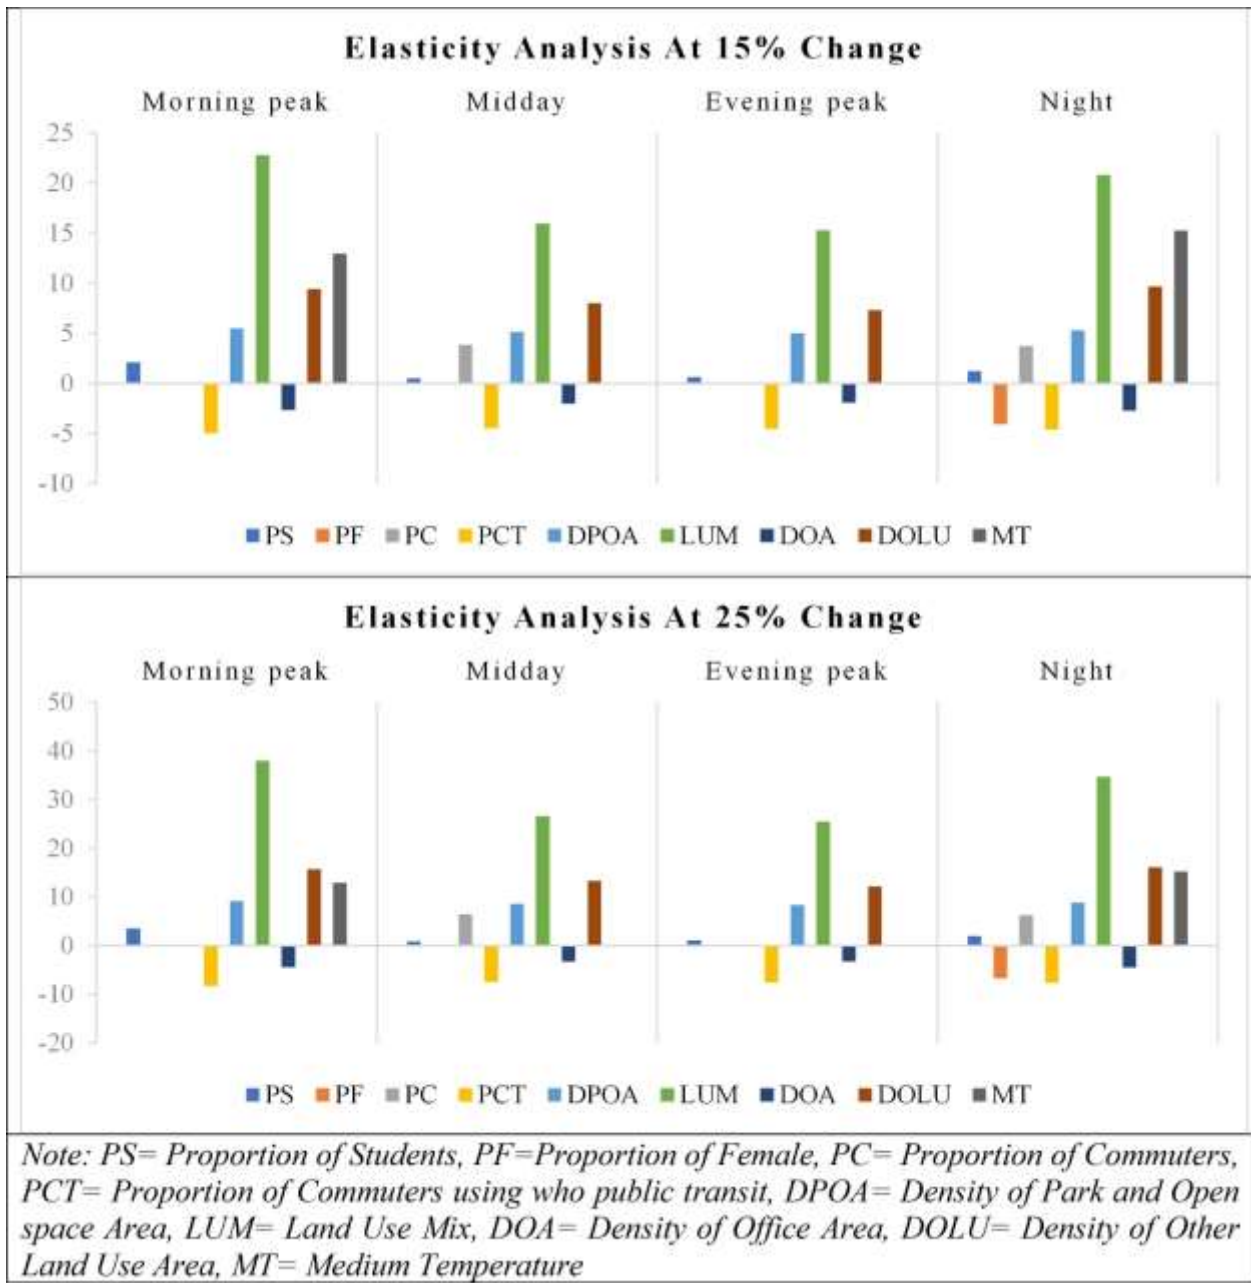 Elasticity Analysis At 15% Change
Morning peak Midday Evening peak Night
25
20
15
10
5
0
-5
-10
PS PF PC PCT DPOA LUM DOA DOLU MT
Elasticity Analysis At 25% Change
Morning peak Midday Evening peak Night
50
40
30
20
10
0
-10
-20
PS PF PC PCT DPOA LUM DOA DOLU MT
Note: PS= Proportion of Students, PF=Proportion of Female, PC= Proportion of Commuters,
PCT= Proportion of Commuters using who public transit, DPOA= Density of Park and Open
space Area, LUM= Land Use Mix, DOA= Density of Office Area, DOLU= Density of Other
Land Use Area, MT= Medium Temperature